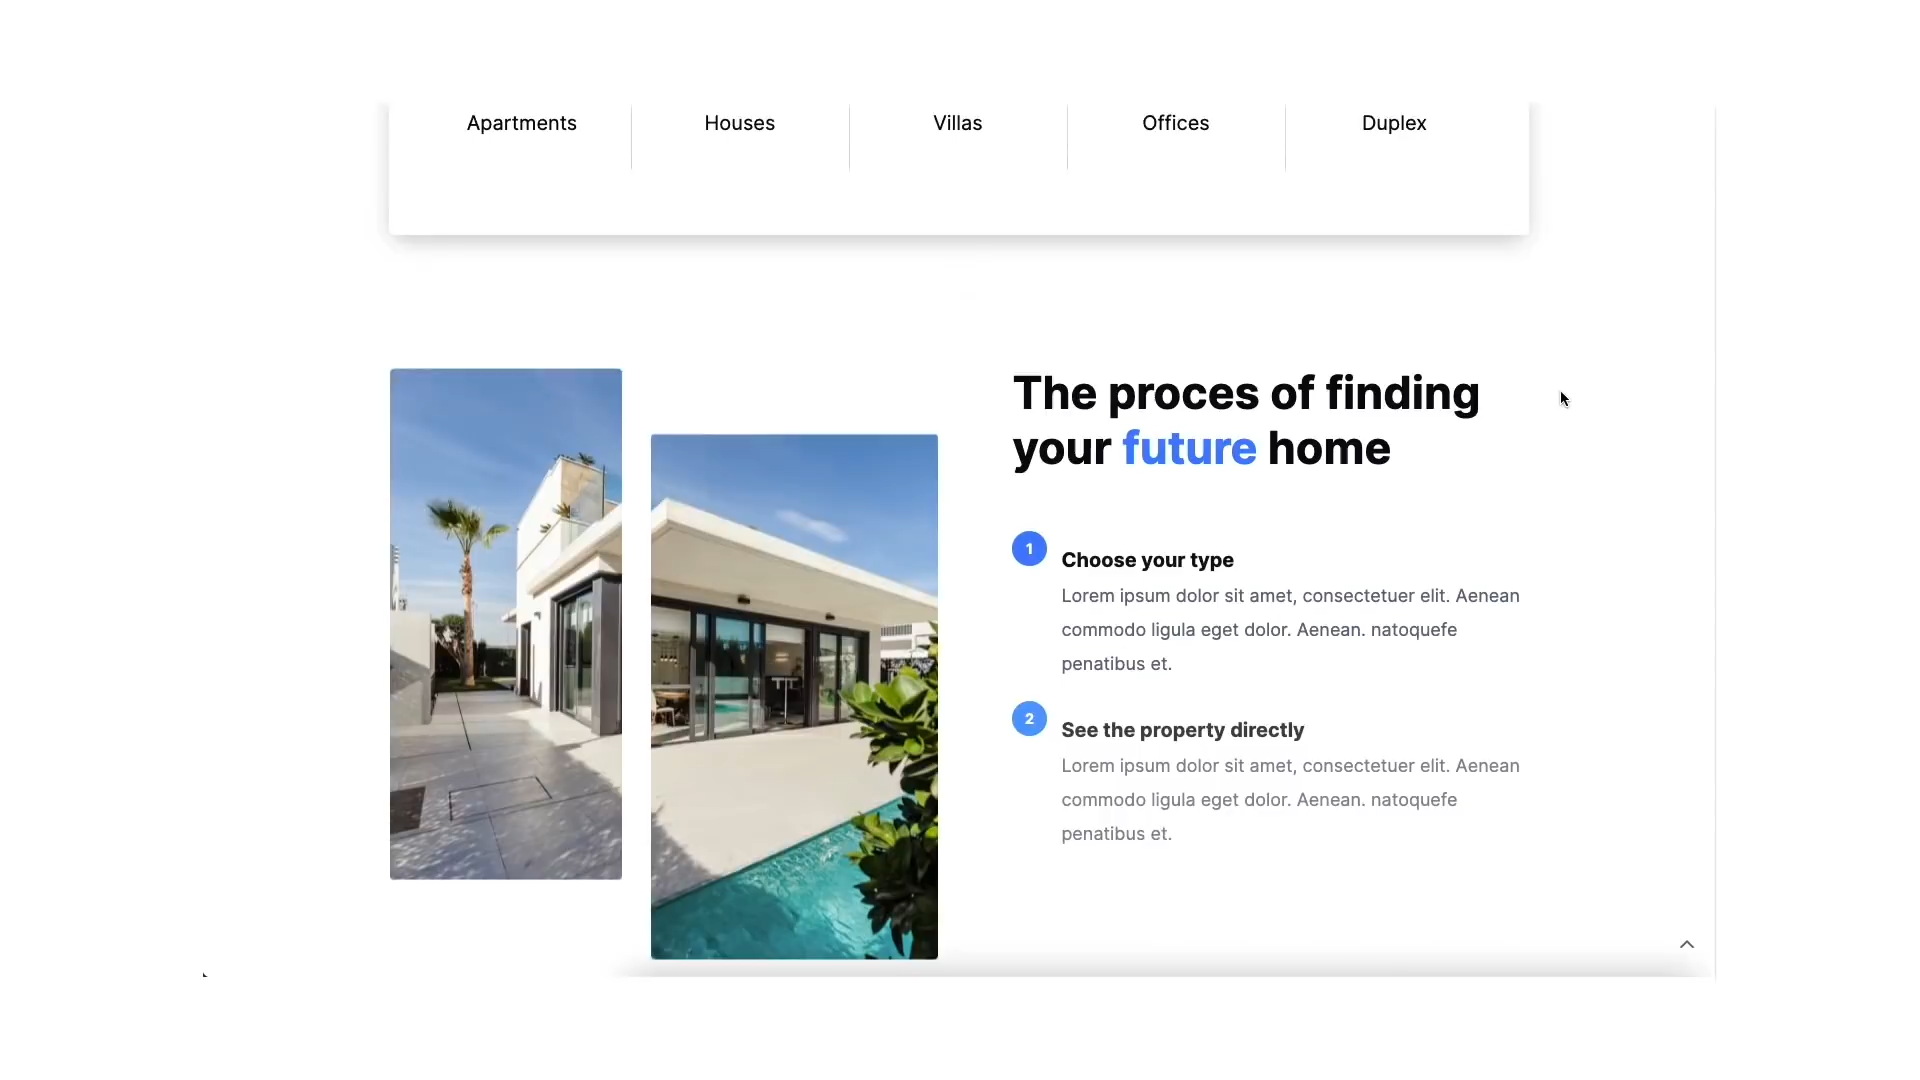 Apartments
Houses
Villas
Offices
Duplex
The proces of finding
your future home
1
Choose your type
Lorem ipsum dolor sit amet, consectetuer elit. Aenean
commodo ligula eget dolor. Aenean. natoquefe
penatibus et.
2
See the property directly
Lorem ipsum dolor sit amet, consectetuer elit. Aenean
commodo ligula eget dolor. Aenean. natoquefe
penatibus et.